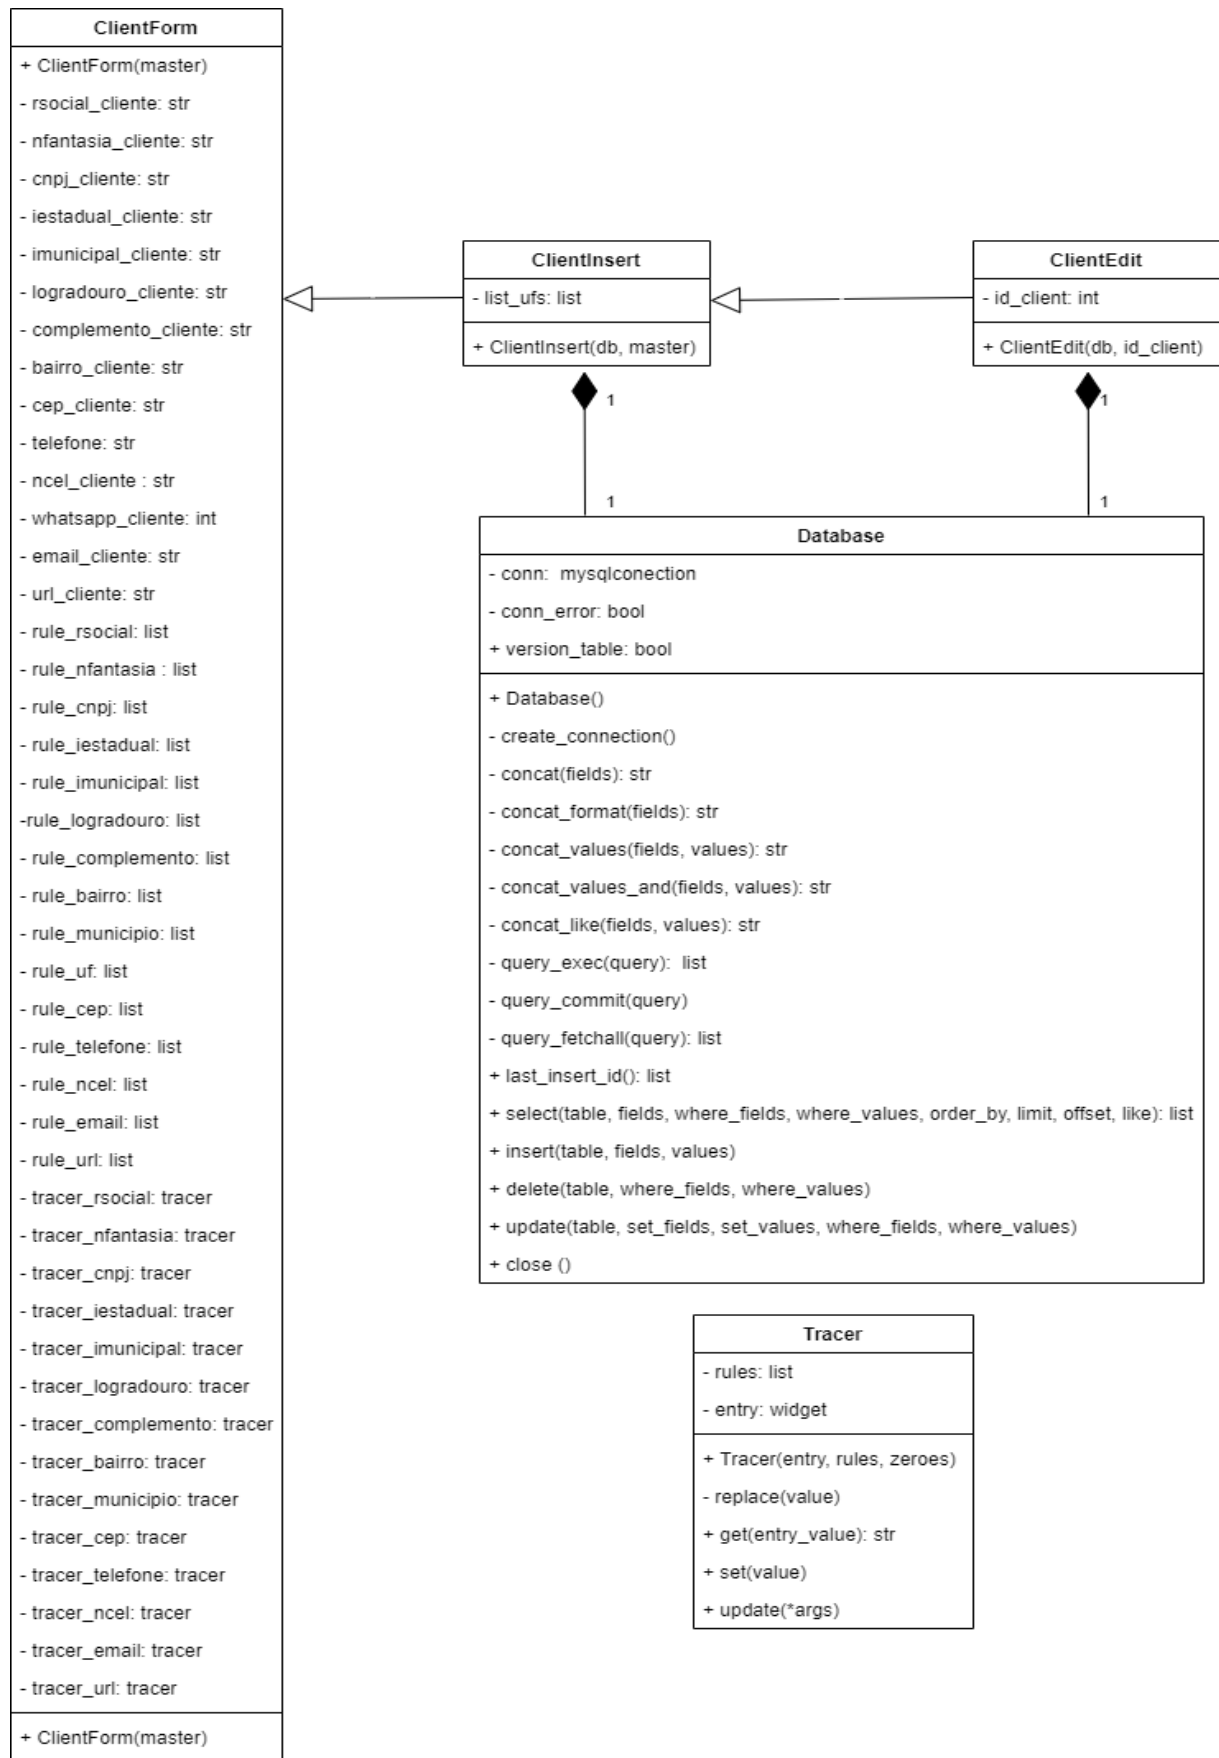 ClientForm
+ ClientForm(master)
- rsocial_cliente: str
- nfantasia_cliente: str
- cnpj_cliente: str
- iestadual_cliente: str
- imunicipal_cliente: str
- logradouro_cliente: str
- complemento_cliente: str
- bairro_cliente: str
- cep_cliente: str
- telefone: str
- ncel_cliente : str
- whatsapp_cliente: int
- email_cliente: str
- url_cliente: str
- rule_rsocial: list
- rule_nfantasia : list
- rule_cnpj: list
- rule_iestadual: list
- rule_imunicipal: list
-rule_logradouro: list
- rule_complemento: list
- rule_bairro: list
- rule_municipio: list
- rule_uf: list
- rule_cep: list
- rule_telefone: list
- rule_ncel: list
- rule_email: list
- rule_url: list
- tracer_rsocial: tracer
- tracer_nfantasia: tracer
- tracer_cnpj: tracer
- tracer_iestadual: tracer
- tracer_imunicipal: tracer
- tracer_logradouro: tracer
- tracer_complemento: tracer
- tracer_bairro: tracer
- tracer_municipio: tracer
- tracer_cep: tracer
- tracer_telefone: tracer
- tracer_ncel: tracer
- tracer_email: tracer
- tracer_url: tracer
+ ClientForm(master)
ClientInsert
- list_ufs: list
+ ClientInsert(db, master)
ClientEdit
- id_client: int
+ ClientEdit(db, id_client)
1
1
1
1
Database
- conn:  mysqlconection
- conn_error: bool
+ version_table: bool
+ Database()
- create_connection()
- concat(fields): str
- concat_format(fields): str
- concat_values(fields, values): str
- concat_values_and(fields, values): str
- concat_like(fields, values): str
- query_exec(query):  list
- query_commit(query)
- query_fetchall(query): list
+ last_insert_id(): list
+ select(table, fields, where_fields, where_values, order_by, limit, offset, like): list
+ insert(table, fields, values)
+ delete(table, where_fields, where_values)
+ update(table, set_fields, set_values, where_fields, where_values)
+ close ()
Tracer
- rules: list
- entry: widget
+ Tracer(entry, rules, zeroes)
- replace(value)
+ get(entry_value): str
+ set(value)
+ update(*args)